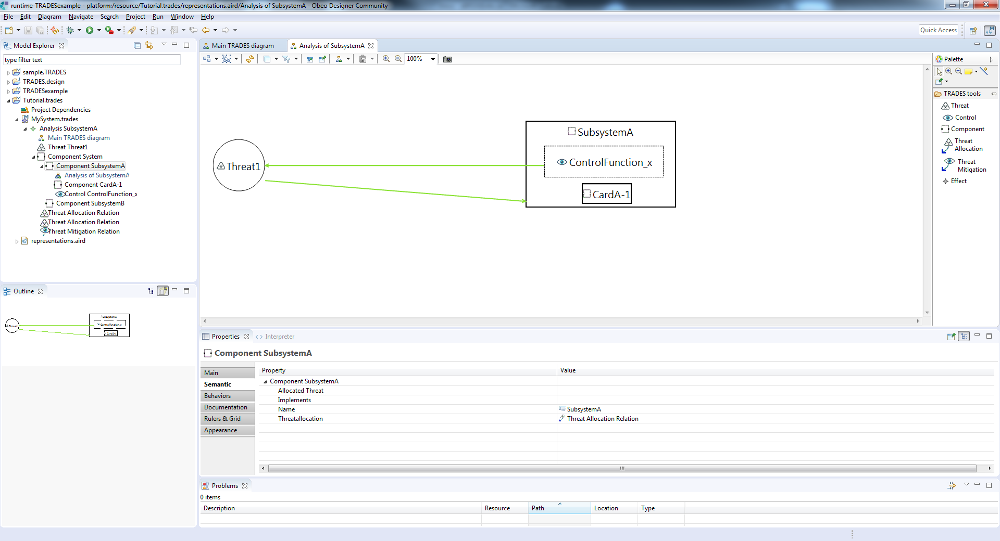 runtime-TRADESexample - platform:/resource/Tutorial.trades/representations.aird/Analysis of SubsystemA - Obeo Designer Community
File Edit Diagram Navigate Search Project Run Window Help
Quick Access
Model Explorer
type filter text
sample.TRADES
TRADES.design
TRADESexample
Tutorial.trades
Project Dependencies
MySystem.trades
Analysis SubsystemA
Main TRADES diagram
Threat Threat1
Component System
Component SubsystemA
Analysis of SubsystemA
Component CardA-1
Control ControlFunction_x
Component SubsystemB
Threat Allocation Relation
Threat Allocation Relation
Threat Mitigation Relation
representations.aird
Outline
Threat1
SubsystemA
ControlFunction_x
CardA-1
Main TRADES diagram
Analysis of SubsystemA
100%
SubsystemA
ControlFunction_x
Threat1
CardA-1
Palette
TRADES tools
Threat
Control
Component
Threat
Allocation
Threat
Mitigation
Effect
Properties
Interpreter
Component SubsystemA
Main
Semantic
Behaviors
Documentation
Rulers & Grid
Appearance
Property Value
Component SubsystemA
Allocated Threat
Implements
Name SubsystemA
Threatallocation Threat Allocation Relation
Problems
0 items
Description Resource Path Location Type